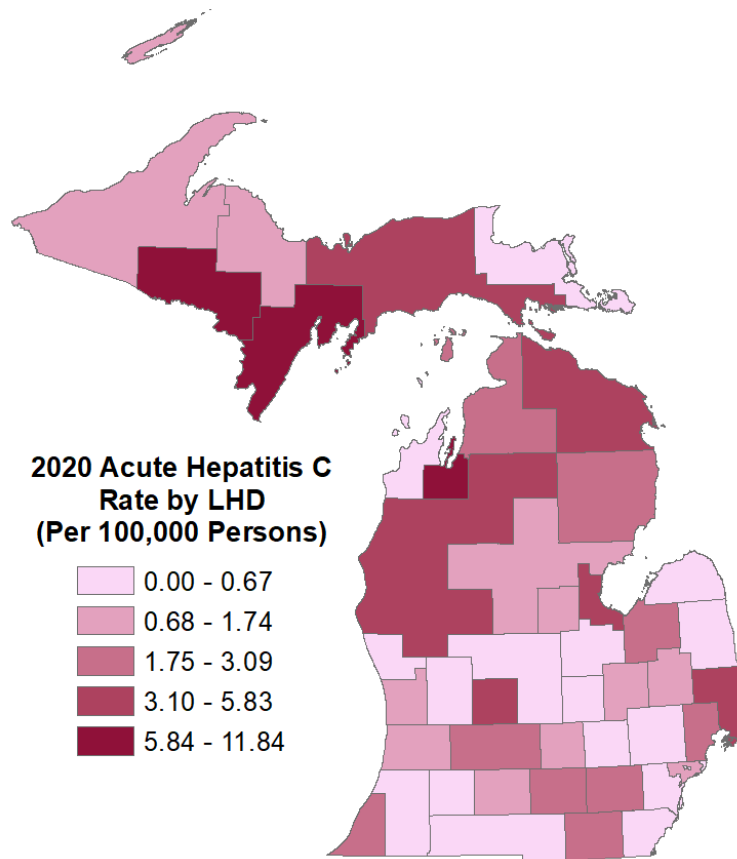 2020 Acute Hepatitis C
Rate by LHD
(Per 100,000 Persons)
0.00 - 0.67
0.68 - 1.74
1.75 - 3.09
3.10 - 5.83
5.84 - 11.84